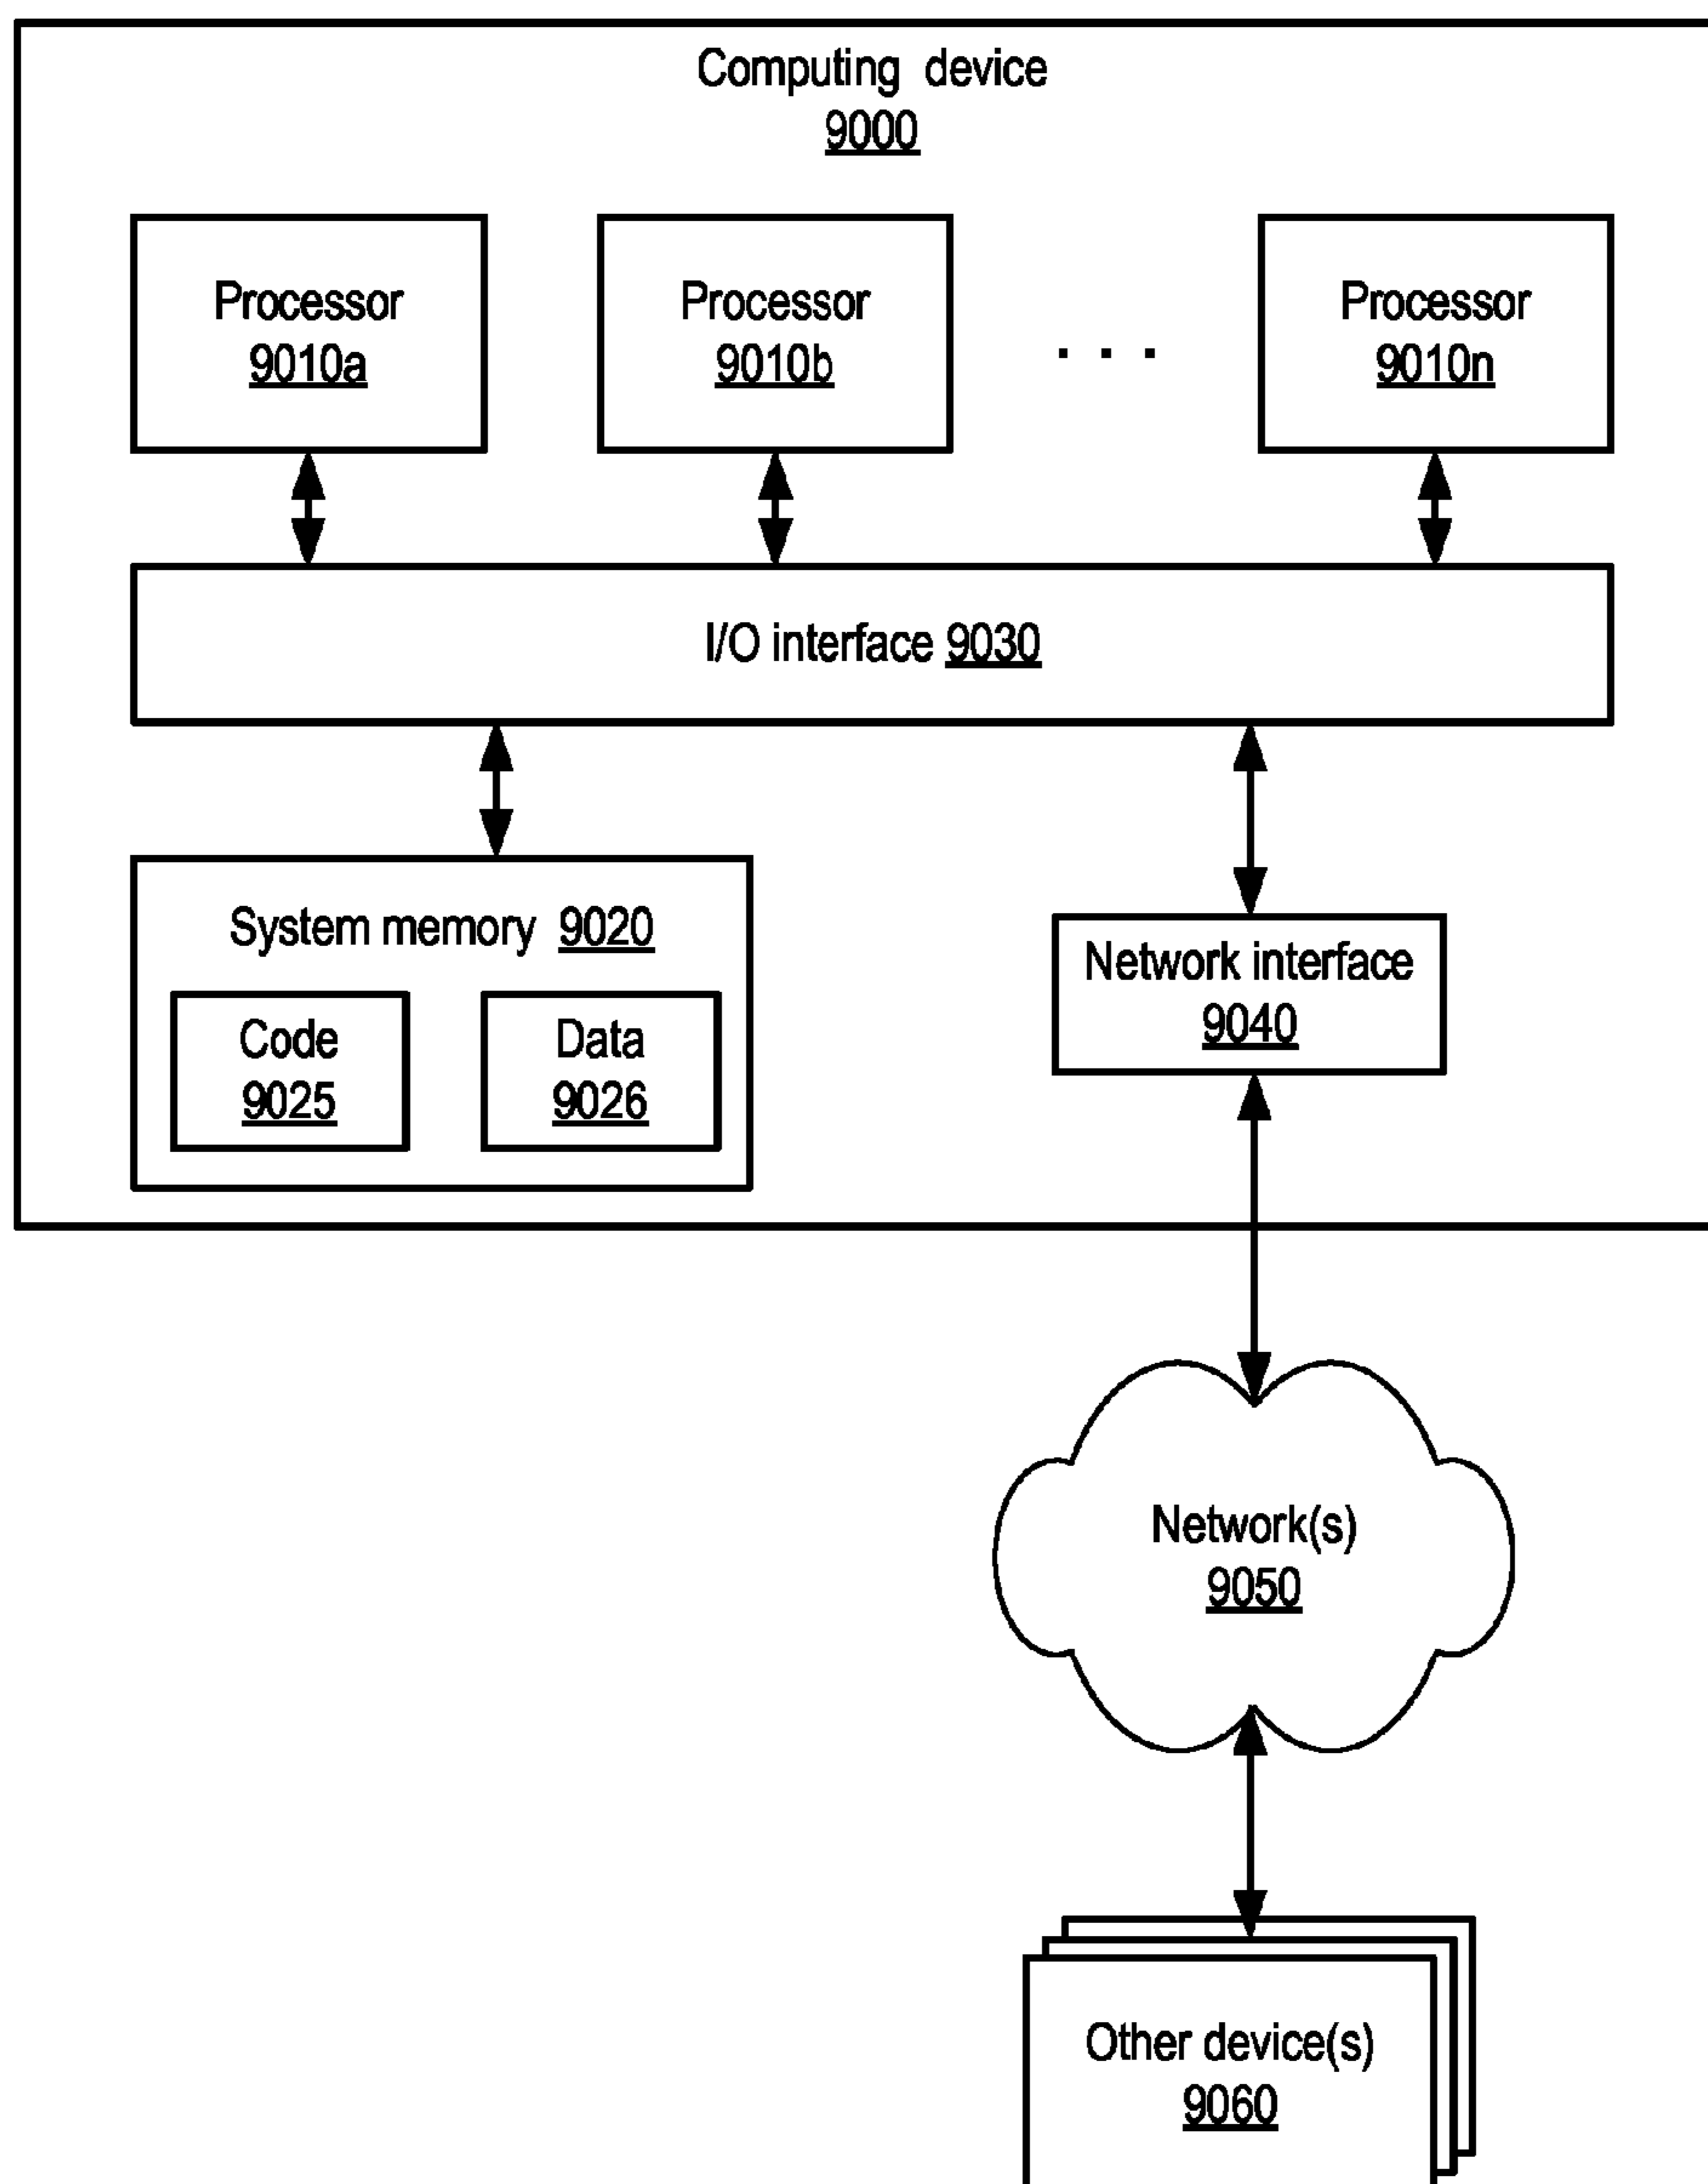 Computing device
9000
Processor
9010a
Processor
9010b
. . .
Processor
9010n
I/O interface 9030
System memory 9020
Code
9025
Data
9026
Network interface
9040
Network(s)
9050
Other device(s)
9060